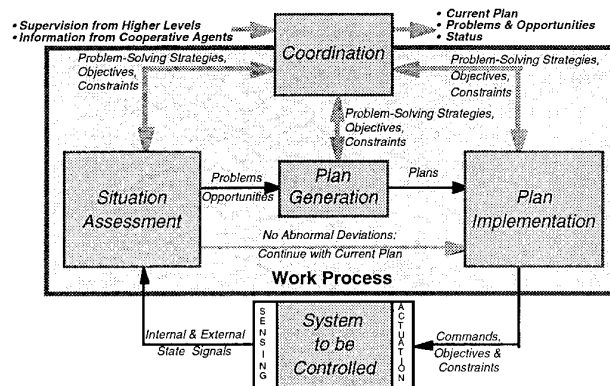 • Supervision from Higher Levels
• Information from Cooperative Agents
• Current Plan
• Problems & Opportunities
• Status
Coordination
Problem-Solving Strategies,
Objectives,
Constraints
Problem-Solving Strategies,
Objectives,
Constraints
Problem-Solving Strategies,
Objectives,
Constraints
Situation
Assessment
Problems
Opportunities
Plan
Generation
Plans
Plan
Implementation
No Abnormal Deviations:
Continue with Current Plan
Work Process
Internal & External
State Signals
SENSING
System
to be
Controlled
ACTUATION
Commands,
Objectives &
Constraints